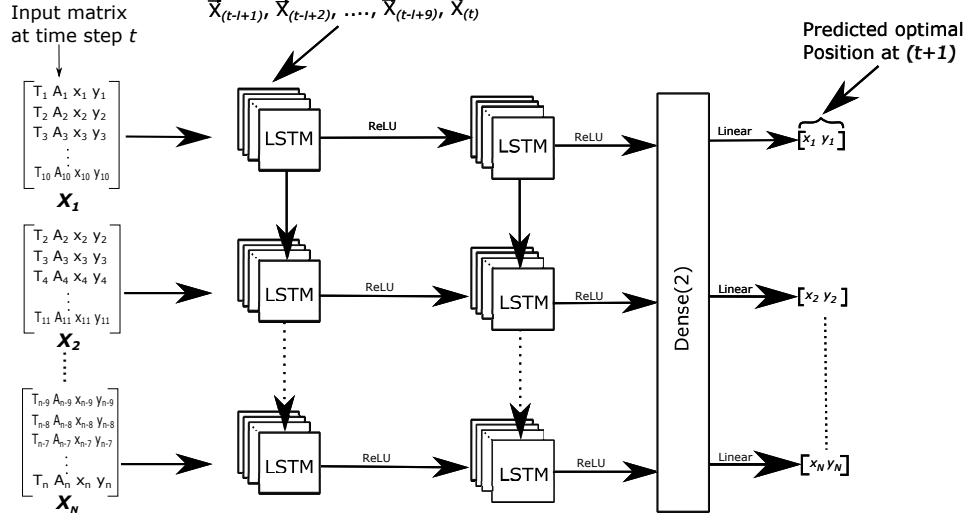 Input matrix
at time step t
X(t-l+1), X(t-l+2), ...., X(t-l+9), X(t)
Predicted optimal
Position at (t+1)
T1 A1 x1 y1
T2 A2 x2 y2
T3 A3 x3 y3
T10 A10 x10 y10
X1
LSTM
ReLU
LSTM
ReLU
Linear
[x1 y1]
T2 A2 x2 y2
T3 A3 x3 y3
T4 A4 x4 y4
T11 A11 x11 y11
X2
LSTM
ReLU
LSTM
ReLU
Dense(2)
Linear
[x2 y2]
Tn-9 An-9 xn-9 yn-9
Tn-8 An-8 xn-8 yn-8
Tn-7 An-7 xn-7 yn-7
Tn An xn yn
XN
LSTM
ReLU
LSTM
ReLU
Linear
[xN yN]